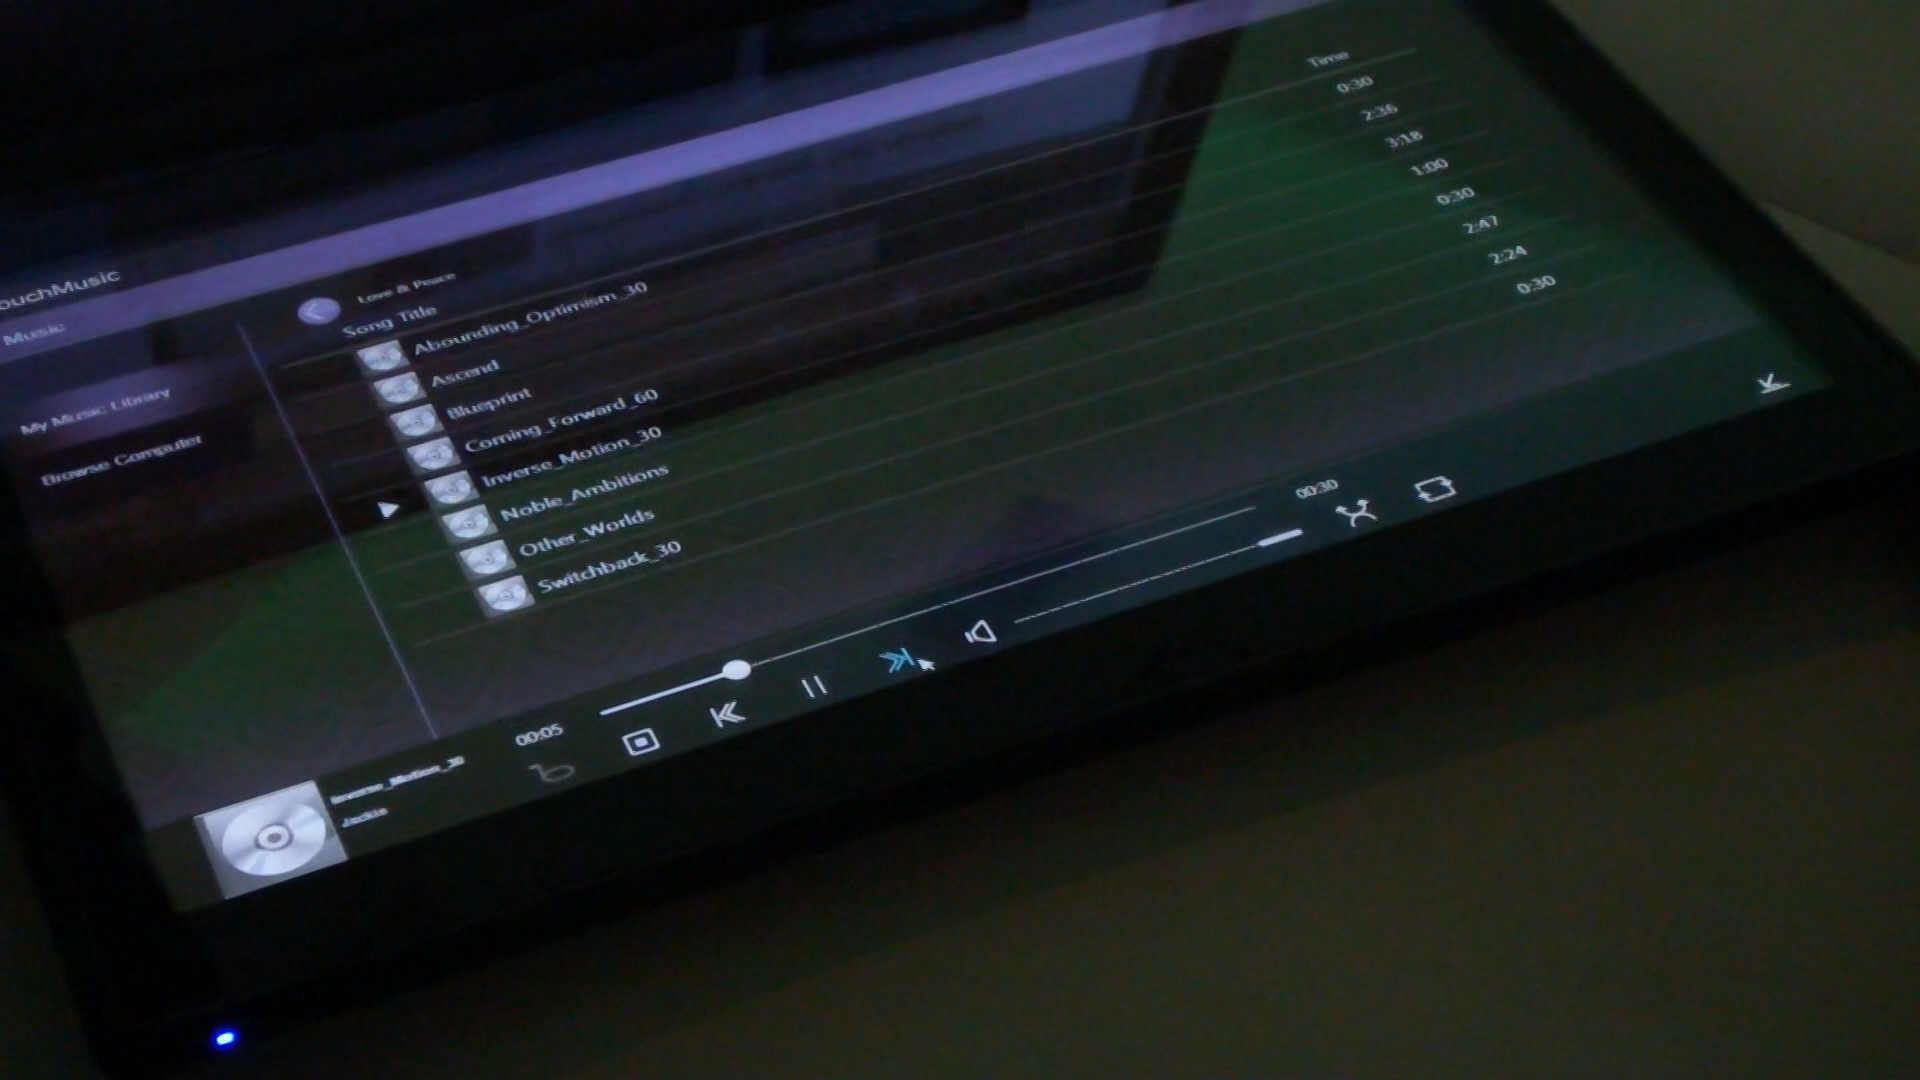 ouchMusic
Music
My Music Library
Browse Computer
Love & Peace
Song Title Time
Abounding_Optimism_30 0:30
Ascend 2:36
Blueprint 3:18
Coming_Forward_60 1:00
Inverse_Motion_30 0:30
Noble_Ambitions 2:47
Other_Worlds 2:24
Switchback_30 0:30
00:05 00:30
Inverse_Motion_30
Jackie